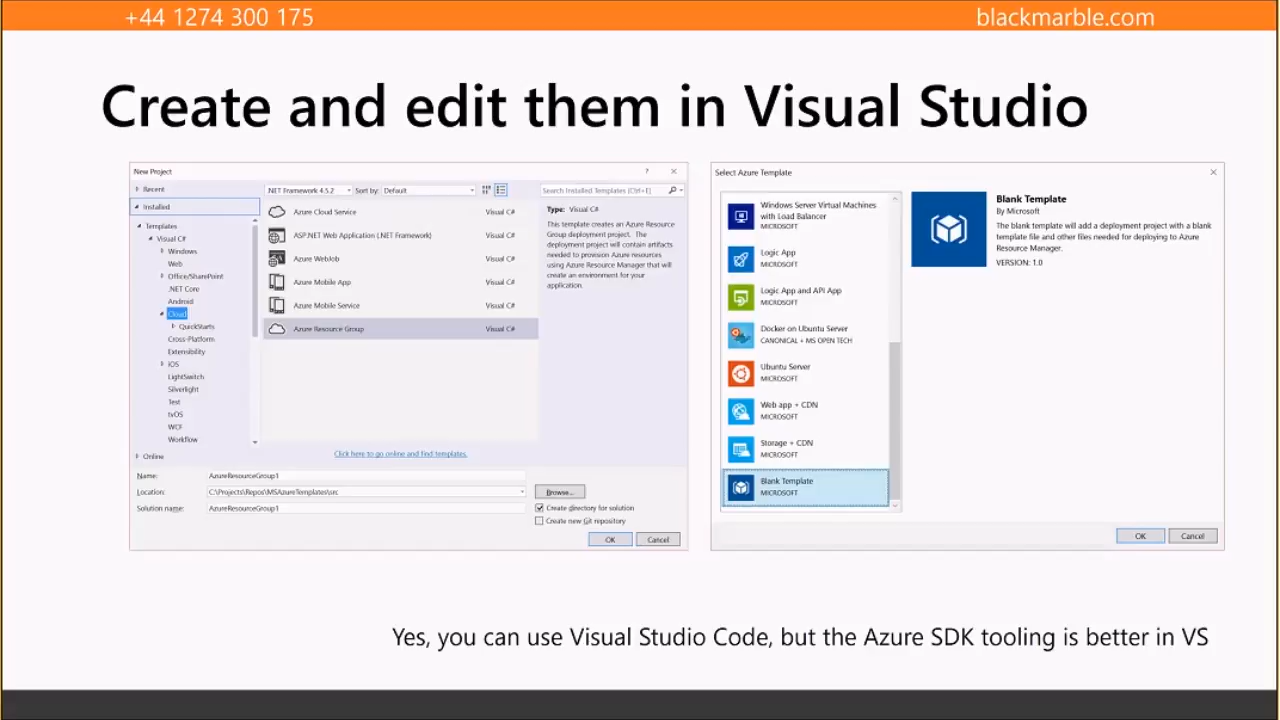 +44 1274 300 175
blackmarble.com
Create and edit them in Visual Studio
New Project
?
Recent
.NET Framework 4.5.2
Sort by: Default
Search Installed Templates (Ctrl+E)
Installed
Templates
Visual C#
Windows
Web
Office/SharePoint
.NET Core
Android
Cloud
QuickStarts
Cross-Platform
Extensibility
iOS
LightSwitch
Silverlight
Test
tvOS
WCF
Workflow
Online
Azure Cloud Service Visual C#
ASP.NET Web Application (.NET Framework) Visual C#
Azure WebJob Visual C#
Azure Mobile App Visual C#
Azure Mobile Service Visual C#
Azure Resource Group Visual C#
Click here to go online and find templates.
Type: Visual C#
This template creates an Azure Resource
Group deployment project. The
deployment project will contain artifacts
needed to provision Azure resources
using Azure Resource Manager that will
create an environment for your
application.
Name: AzureResourceGroup1
Location: C:\Projects\Repos\MSAzureTemplates\src
Browse...
Solution name: AzureResourceGroup1
Create directory for solution
Create new Git repository
OK
Cancel
Select Azure Template
Windows Server Virtual Machines
with Load Balancer
MICROSOFT
Logic App
MICROSOFT
Logic App and API App
MICROSOFT
Docker on Ubuntu Server
CANONICAL + MS OPEN TECH
Ubuntu Server
MICROSOFT
Web app + CDN
MICROSOFT
Storage + CDN
MICROSOFT
Blank Template
MICROSOFT
Blank Template
By Microsoft
The blank template will add a deployment project with a blank
template file and other files needed for deploying to Azure
Resource Manager.
VERSION: 1.0
OK
Cancel
Yes, you can use Visual Studio Code, but the Azure SDK tooling is better in VS